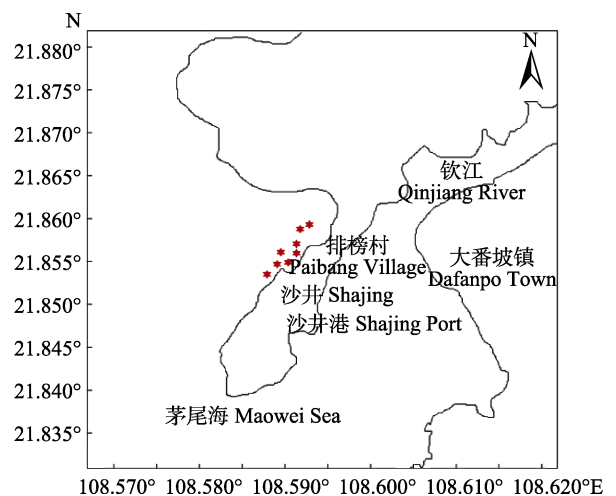 N
21.880°
N
21.875°
21.870°
21.865°
钦江
Qinjiang River
21.860°
排榜村
Paibang Village
大番坡镇
Dafanpo Town
21.855°
沙井 Shajing
21.850°
沙井港 Shajing Port
21.845°
21.840°
茅尾海 Maowei Sea
21.835°
108.570° 108.580° 108.590° 108.600° 108.610° 108.620°E